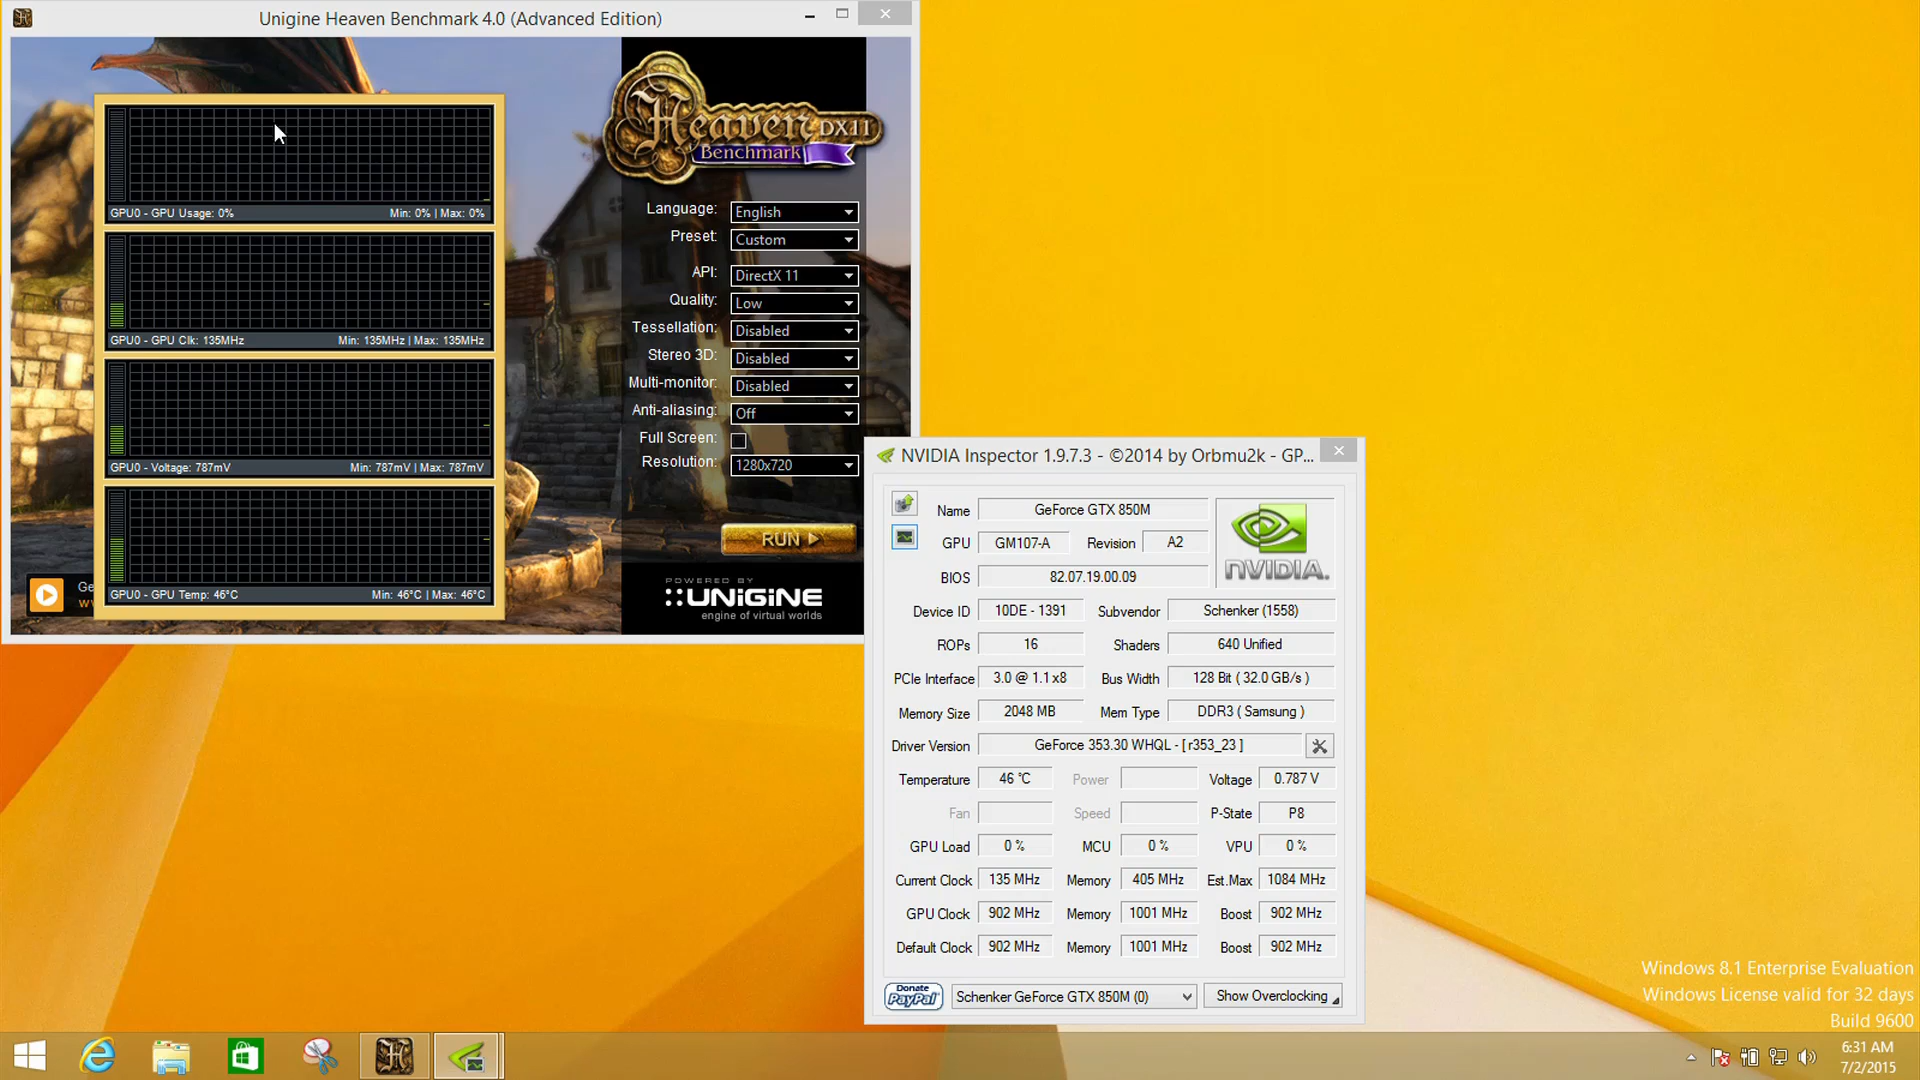 Unigine Heaven Benchmark 4.0 (Advanced Edition)
Heaven DX11
Benchmark
GPU0 - GPU Usage: 0% Min: 0% | Max: 0%
GPU0 - GPU Clk: 135MHz Min: 135MHz | Max: 135MHz
GPU0 - Voltage: 787mV Min: 787mV | Max: 787mV
GPU0 - GPU Temp: 46°C Min: 46°C | Max: 46°C
Language: English
Preset: Custom
API: DirectX 11
Quality: Low
Tessellation: Disabled
Stereo 3D: Disabled
Multi-monitor: Disabled
Anti-aliasing: Off
Full Screen:
Resolution: 1280x720
RUN
Ge
POWERED BY
UNIGINE
engine of virtual worlds
NVIDIA Inspector 1.9.7.3 - ©2014 by Orbmu2k - GP...
Name GeForce GTX 850M
GPU GM107-A Revision A2
NVIDIA.
BIOS 82.07.19.00.09
Device ID 10DE - 1391 Subvendor Schenker (1558)
ROPs 16 Shaders 640 Unified
PCIe Interface 3.0 @ 1.1 x8 Bus Width 128 Bit ( 32.0 GB/s )
Memory Size 2048 MB Mem Type DDR3 ( Samsung )
Driver Version GeForce 353.30 WHQL - [ r353_23 ]
Temperature 46 °C Power Voltage 0.787 V
Fan Speed P-State P8
GPU Load 0 % MCU 0 % VPU 0 %
Current Clock 135 MHz Memory 405 MHz Est.Max 1084 MHz
GPU Clock 902 MHz Memory 1001 MHz Boost 902 MHz
Default Clock 902 MHz Memory 1001 MHz Boost 902 MHz
Donate
PayPal
Schenker GeForce GTX 850M (0) Show Overclocking
Windows 8.1 Enterprise Evaluation
Windows License valid for 32 days
Build 9600
6:31 AM
7/2/2015